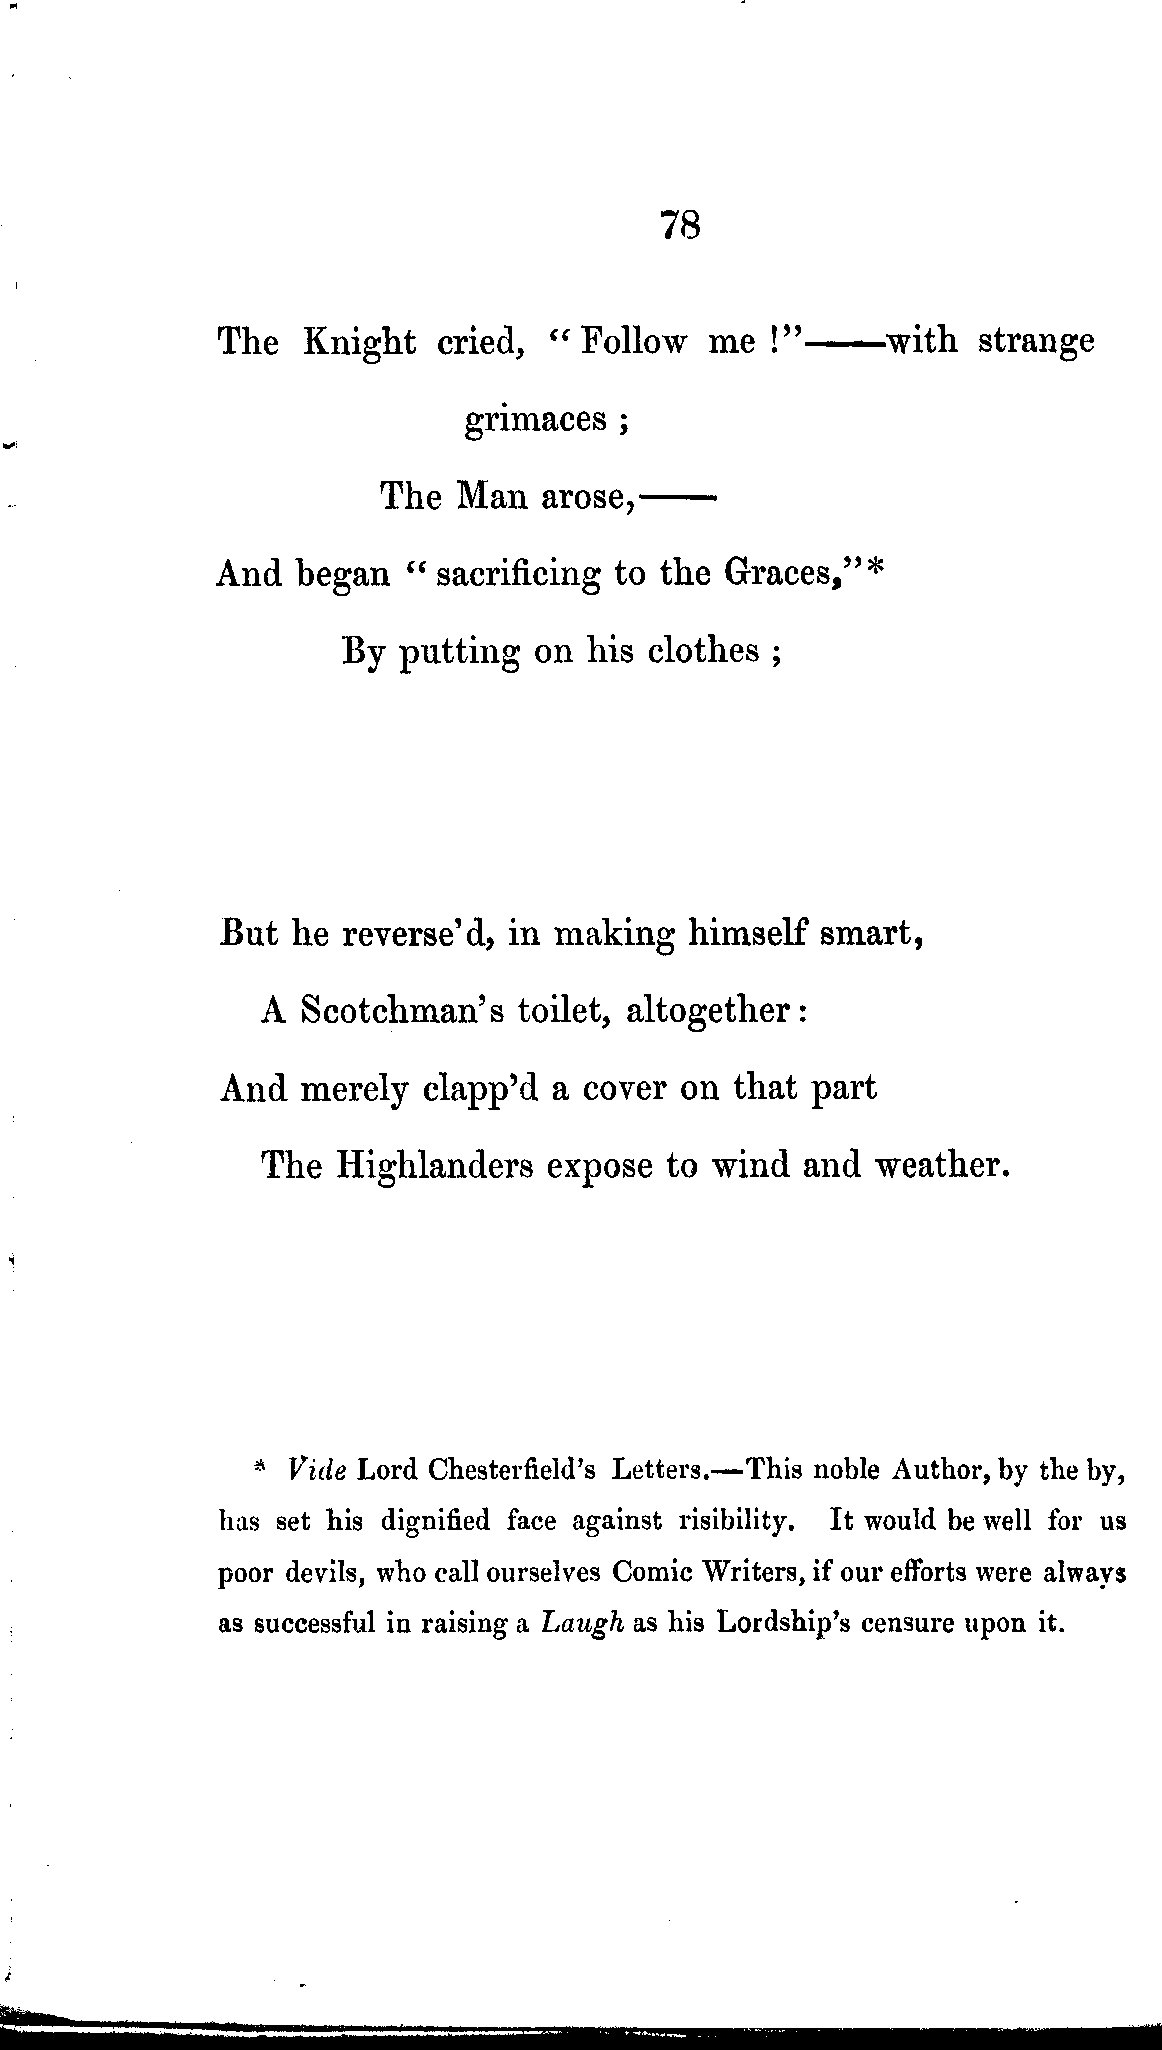 78
The Knight cried, “Follow me!”——with strange
grimaces;
The Man arose,——
And began “sacrificing to the Graces,”*
By putting on his clothes;
But he reverse’d, in making himself smart,
A Scotchman’s toilet, altogether:
And merely clapp’d a cover on that part
The Highlanders expose to wind and weather.
* Vide Lord Chesterfield’s Letters.—This noble Author, by the by,
has set his dignified face against risibility. It would be well for us
poor devils, who call ourselves Comic Writers, if our efforts were always
as successful in raising a Laugh as his Lordship’s censure upon it.